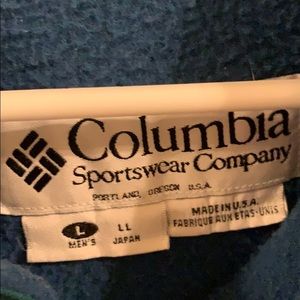 Columbia
Sportswear Company
PORTLAND, OREGON U.S.A.
L LL
MEN'S JAPAN
MADE IN U.S.A.
FABRIQUE AUX ETAS-UNIS